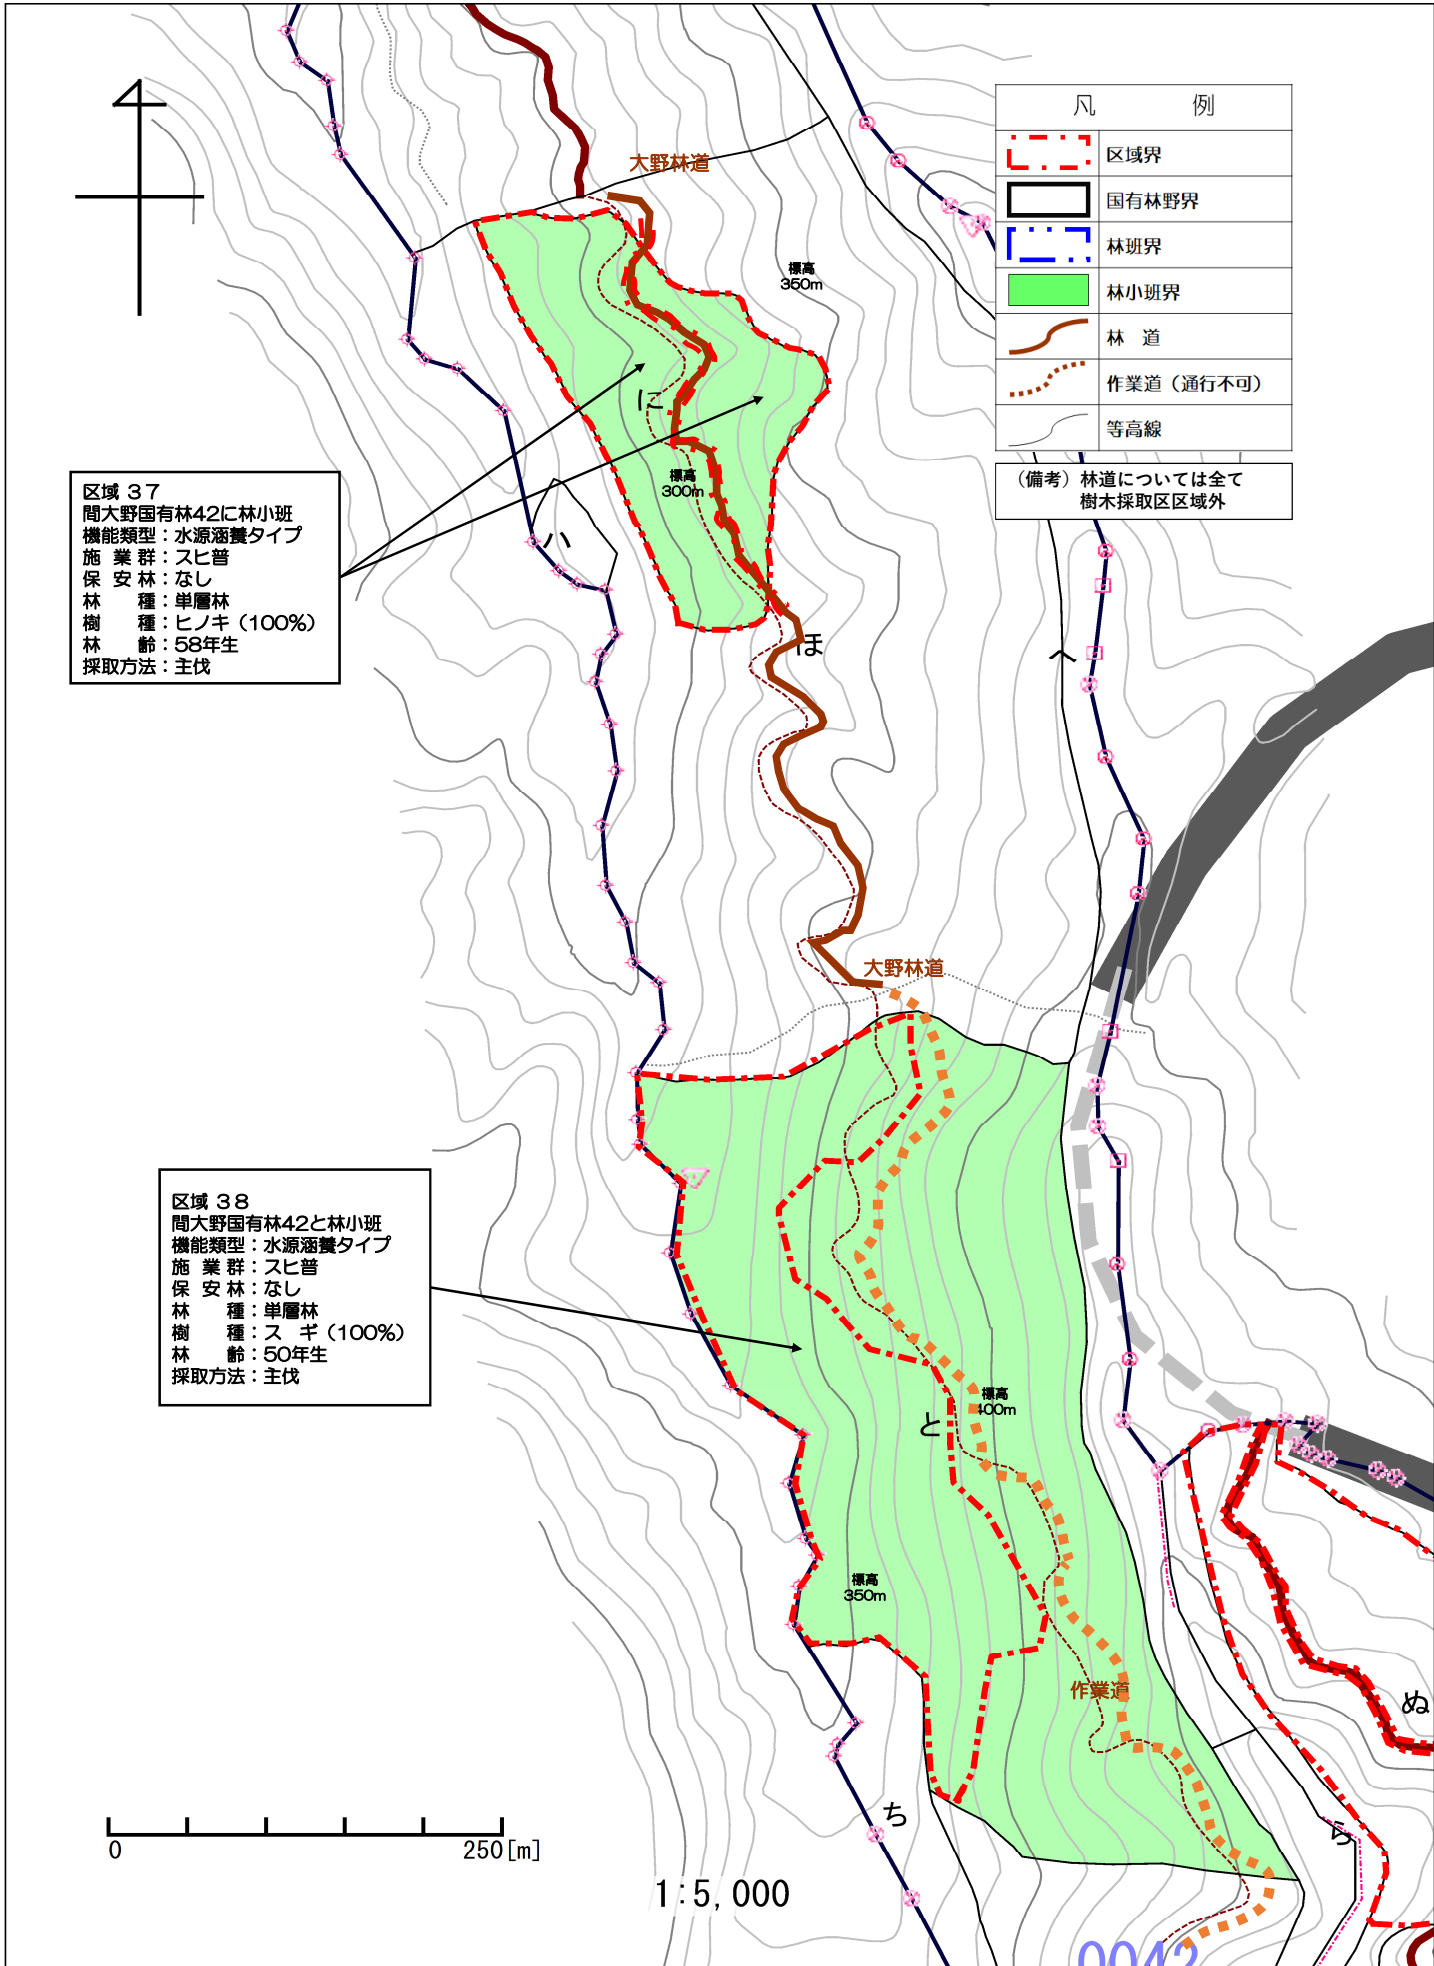 大野林道
凡　例
区域界
国有林野界
林班界
林小班界
林　道
作業道（通行不可）
等高線
（備考）林道については全て
樹木採取区区域外
標高
350m
に
標高
300m
区域 ３７
間大野国有林42に林小班
機能類型：水源涵養タイプ
施 業 群：スヒ普
保 安 林：なし
林　　種：単層林
樹　　種：ヒノキ（100%）
林　　齢：58年生
採取方法：主伐
ハ
ほ
へ
大野林道
区域 ３８
間大野国有林42と林小班
機能類型：水源涵養タイプ
施 業 群：スヒ普
保 安 林：なし
林　　種：単層林
樹　　種：ス　ギ（100%）
林　　齢：50年生
採取方法：主伐
標高
400m
と
標高
350m
作業道
ぬ
ち
ら
0
250[m]
1:5,000
0042